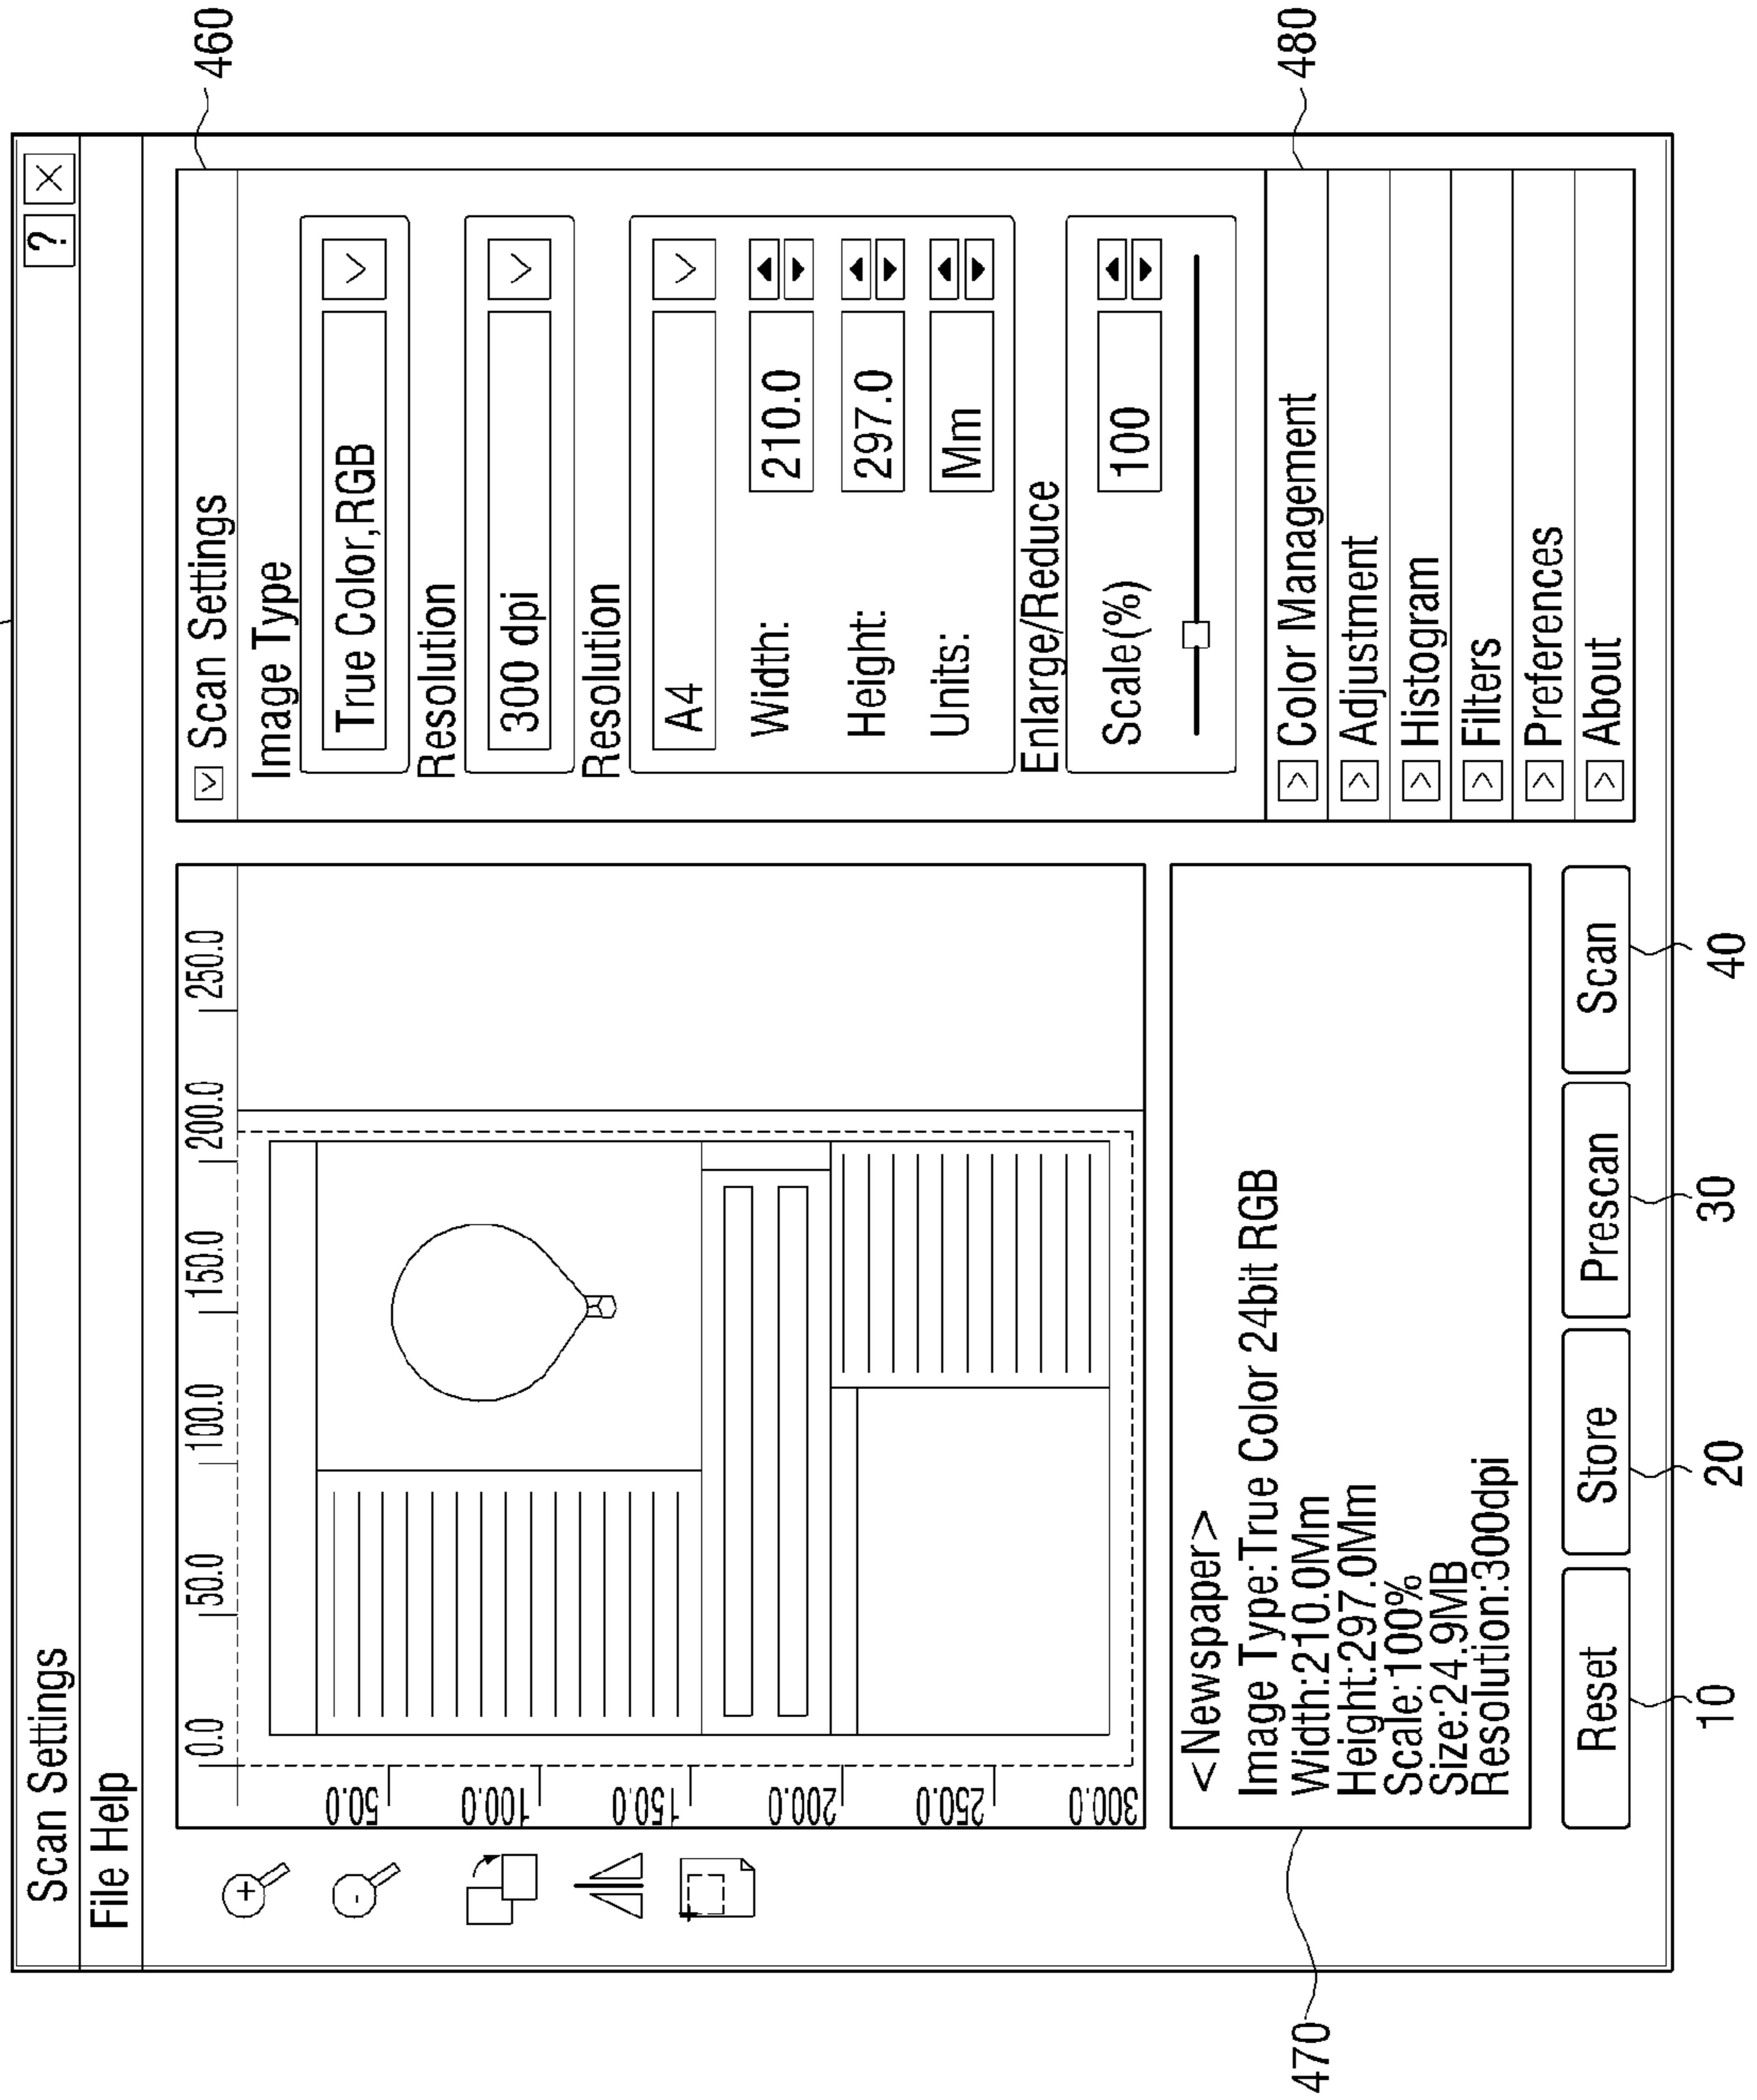 Scan Settings
? X
File Help
0.0 50.0 100.0 150.0 200.0 250.0
50.0
100.0
150.0
200.0
250.0
300.0
<Newspaper>
Image Type:True Color 24bit RGB
Width:210.0Mm
Height:297.0Mm
Scale:100%
Size:24.9MB
Resolution:300dpi
Reset Store Prescan Scan
10 20 30 40
Scan Settings
Image Type
True Color,RGB
Resolution
300 dpi
Resolution
A4
Width: 210.0
Height: 297.0
Units: Mm
Enlarge/Reduce
Scale(%) 100
Color Management
Adjustment
Histogram
Filters
Preferences
About
460
470
480